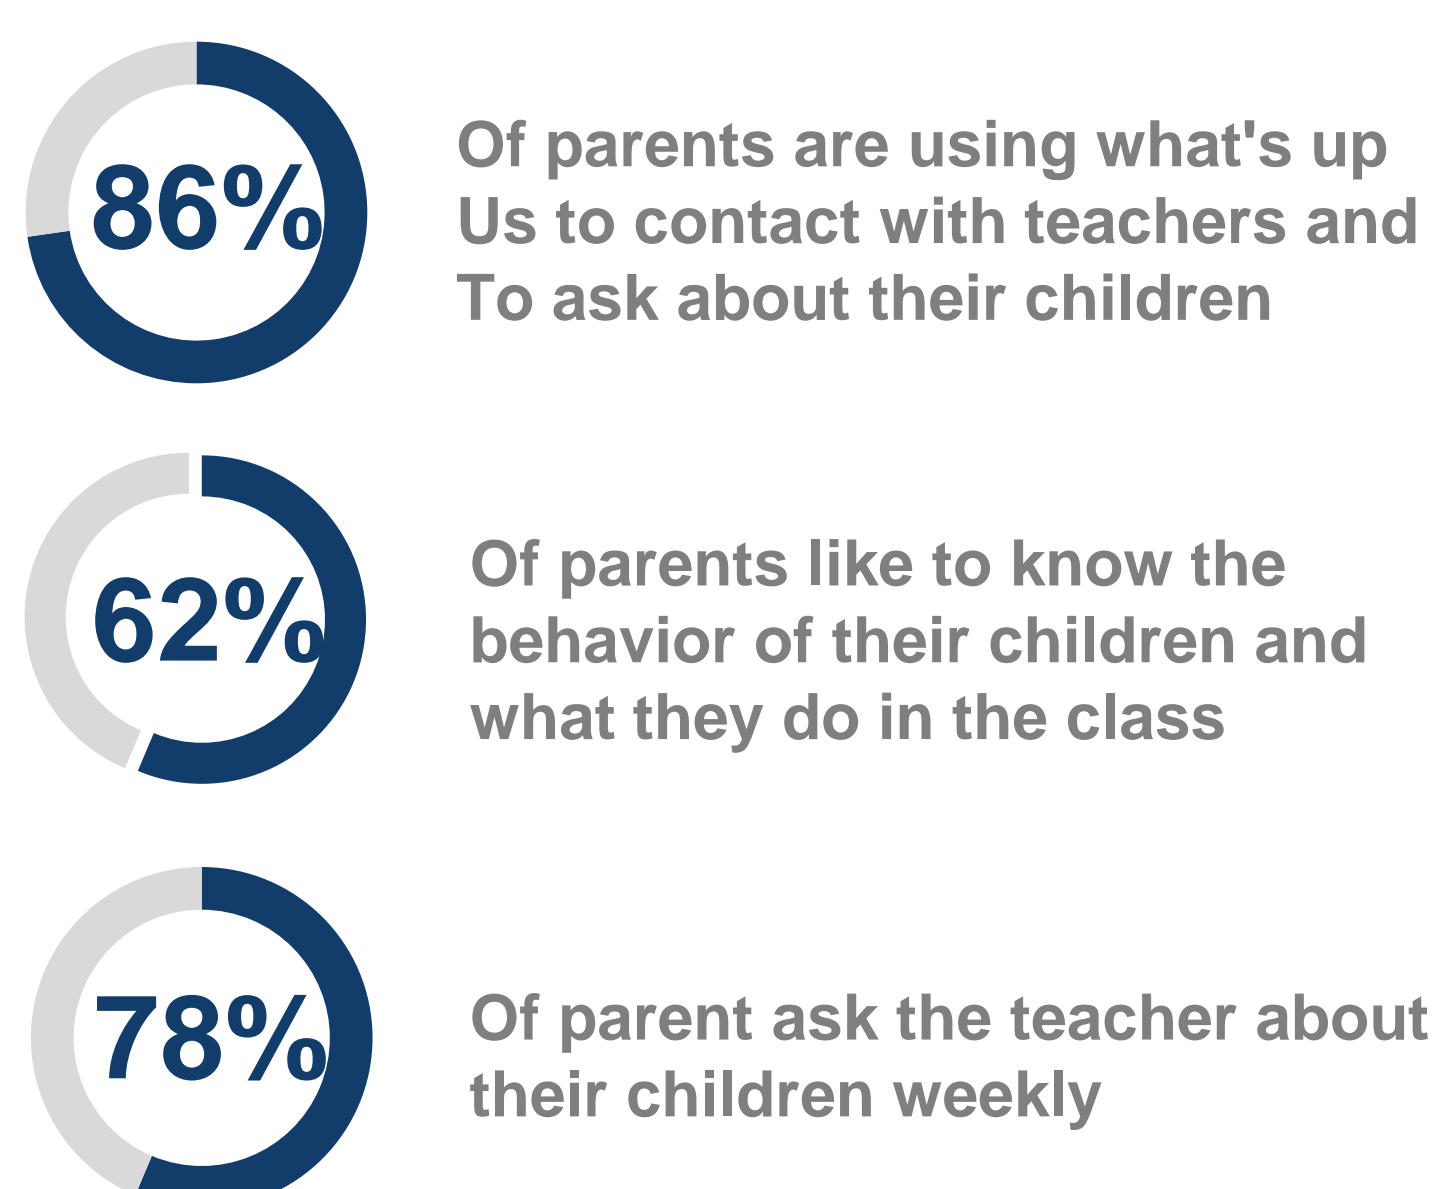 86%
Of parents are using what's up
Us to contact with teachers and
To ask about their children
62%
Of parents like to know the
behavior of their children and
what they do in the class
78%
Of parent ask the teacher about
their children weekly